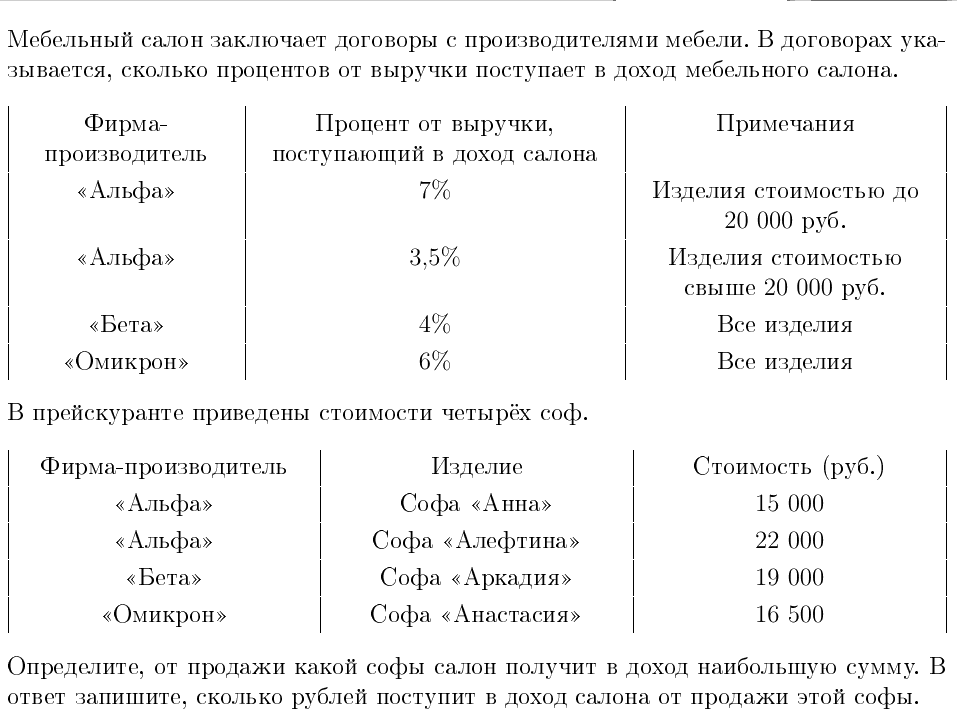 Мебельный салон заключает договоры с производителями мебели. В договорах ука-
зывается, сколько процентов от выручки поступает в доход мебельного салона.
Фирма-
производитель
Процент от выручки,
поступающий в доход салона
Примечания
«Альфа»
7%
Изделия стоимостью до
20 000 руб.
«Альфа»
3,5%
Изделия стоимостью
свыше 20 000 руб.
«Бета»
4%
Все изделия
«Омикрон»
6%
Все изделия
В прейскуранте приведены стоимости четырёх соф.
Фирма-производитель
Изделие
Стоимость (руб.)
«Альфа»
Софа «Анна»
15 000
«Альфа»
Софа «Алефтина»
22 000
«Бета»
Софа «Аркадия»
19 000
«Омикрон»
Софа «Анастасия»
16 500
Определите, от продажи какой софы салон получит в доход наибольшую сумму. В
ответ запишите, сколько рублей поступит в доход салона от продажи этой софы.